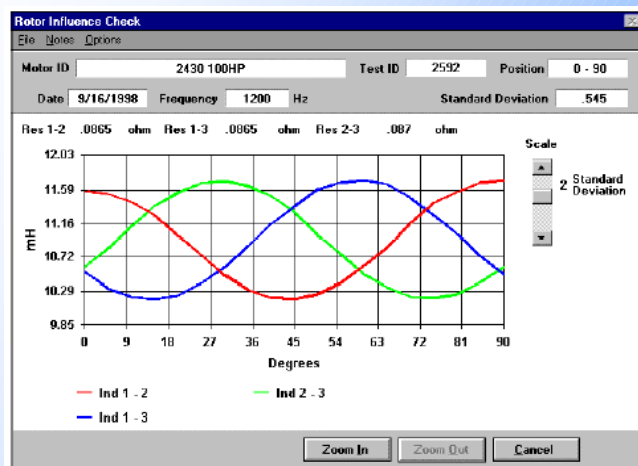 Rotor Influence Check
File Notes Options
Motor ID 2430 100HP Test ID 2592 Position 0 - 90
Date 9/16/1998 Frequency 1200 Hz Standard Deviation .545
Res 1-2 .0865 ohm Res 1-3 .0865 ohm Res 2-3 .087 ohm
Scale
2 Standard Deviation
12.03
11.59
11.16
10.72
10.29
9.85
mH
0 9 18 27 36 45 54 63 72 81 90
Degrees
Ind 1 - 2 Ind 2 - 3
Ind 1 - 3
Zoom In Zoom Out Cancel